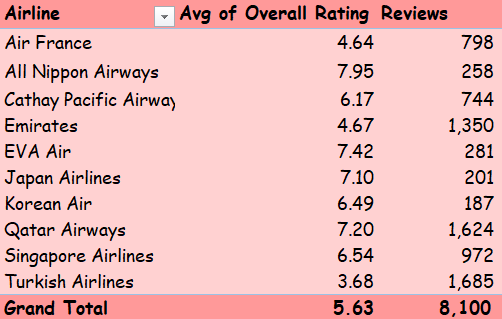 Airline Avg of Overall Rating Reviews
Air France 4.64 798
All Nippon Airways 7.95 258
Cathay Pacific Airway 6.17 744
Emirates 4.67 1,350
EVA Air 7.42 281
Japan Airlines 7.10 201
Korean Air 6.49 187
Qatar Airways 7.20 1,624
Singapore Airlines 6.54 972
Turkish Airlines 3.68 1,685
Grand Total 5.63 8,100